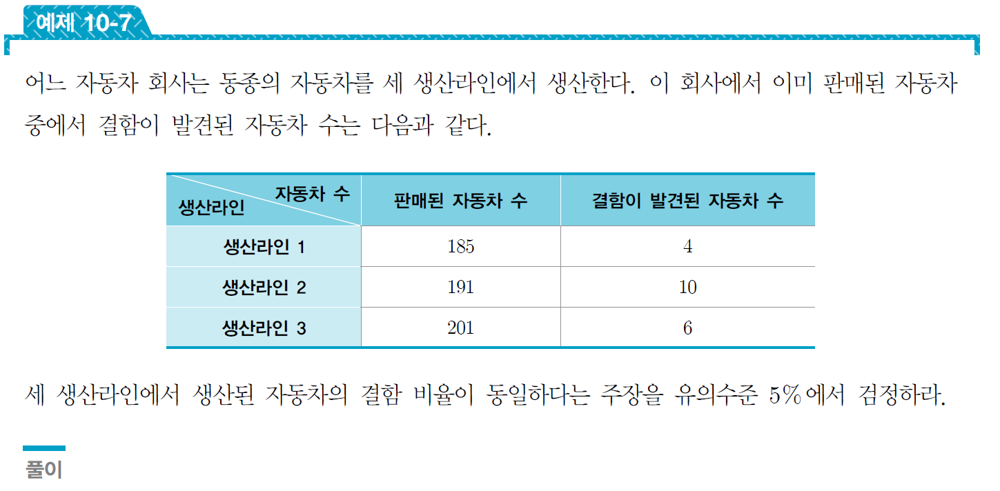 예제 10-7
어느 자동차 회사는 동종의 자동차를 세 생산라인에서 생산한다. 이 회사에서 이미 판매된 자동차
중에서 결함이 발견된 자동차 수는 다음과 같다.
자동차 수
생산라인
판매된 자동차 수
결함이 발견된 자동차 수
생산라인 1 185 4
생산라인 2 191 10
생산라인 3 201 6
세 생산라인에서 생산된 자동차의 결함 비율이 동일하다는 주장을 유의수준 5%에서 검정하라.
풀이